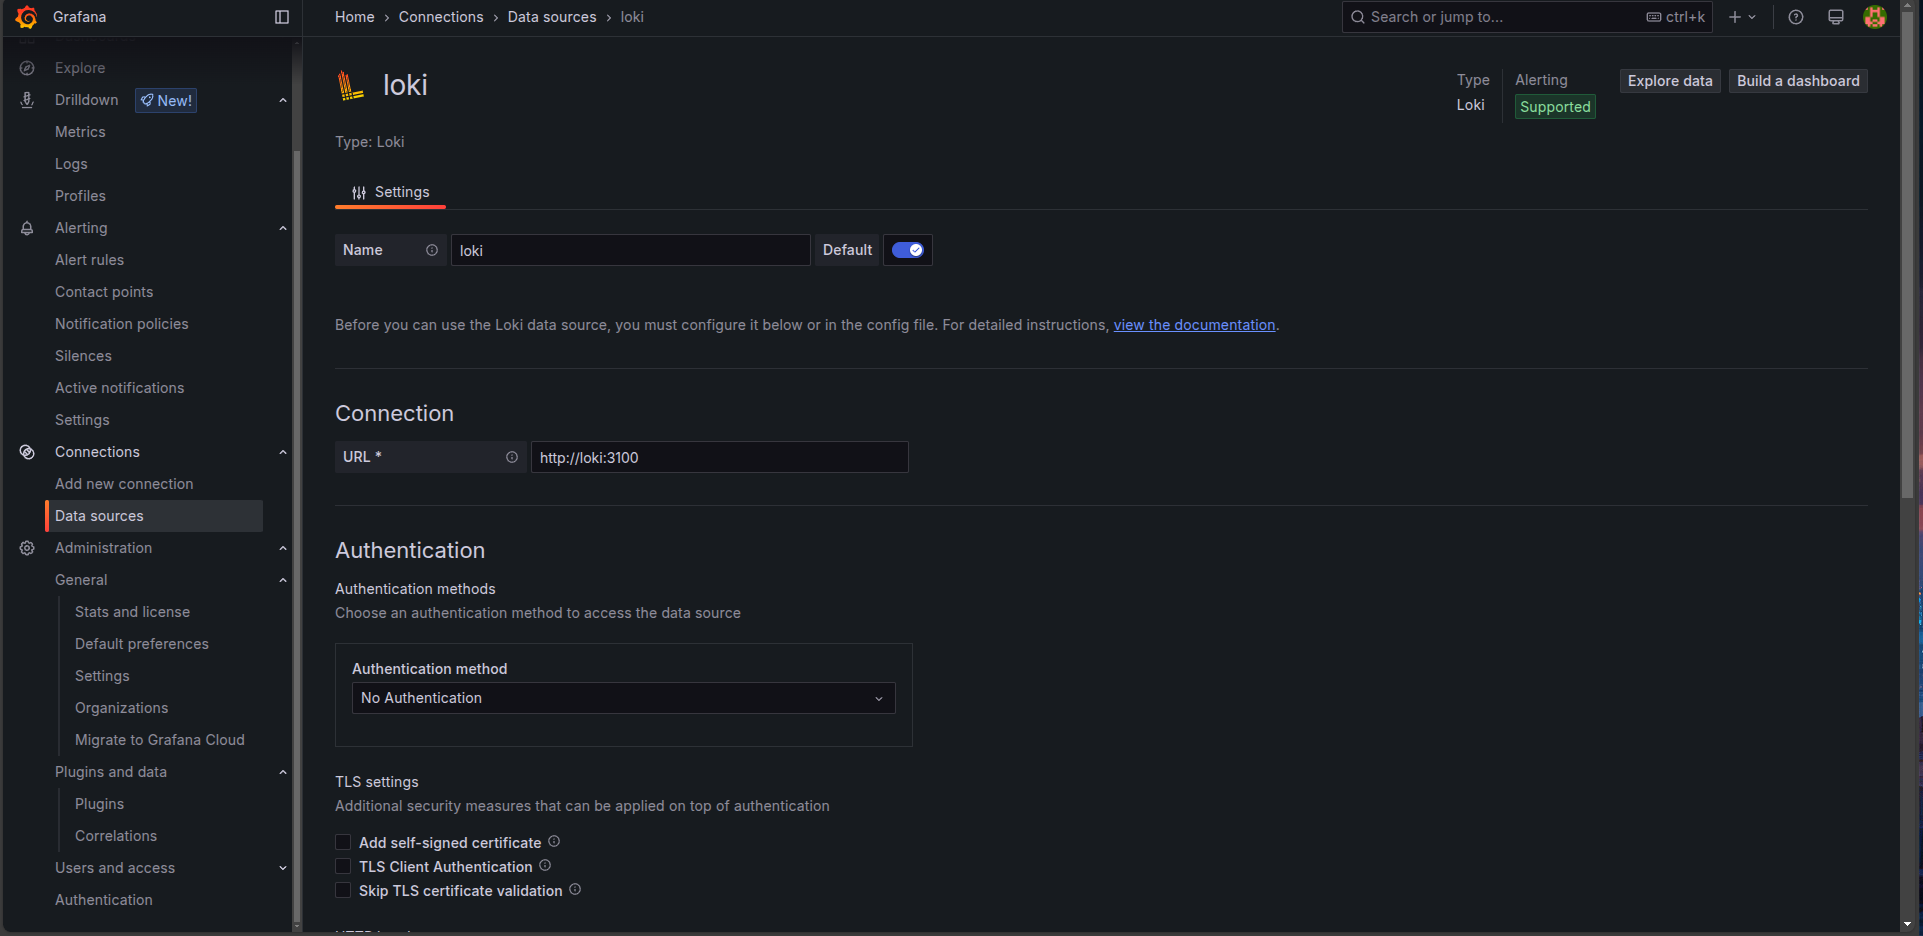 Grafana
Home › Connections › Data sources › loki
Search or jump to...
ctrl+k
Explore
Drilldown
New!
Metrics
Logs
Profiles
Alerting
Alert rules
Contact points
Notification policies
Silences
Active notifications
Settings
Connections
Add new connection
Data sources
Administration
General
Stats and license
Default preferences
Settings
Organizations
Migrate to Grafana Cloud
Plugins and data
Plugins
Correlations
Users and access
Authentication
loki
Type
Loki
Alerting
Supported
Explore data
Build a dashboard
Type: Loki
Settings
Name
loki
Default
Before you can use the Loki data source, you must configure it below or in the config file. For detailed instructions, view the documentation.
Connection
URL *
http://loki:3100
Authentication
Authentication methods
Choose an authentication method to access the data source
Authentication method
No Authentication
TLS settings
Additional security measures that can be applied on top of authentication
Add self-signed certificate
TLS Client Authentication
Skip TLS certificate validation